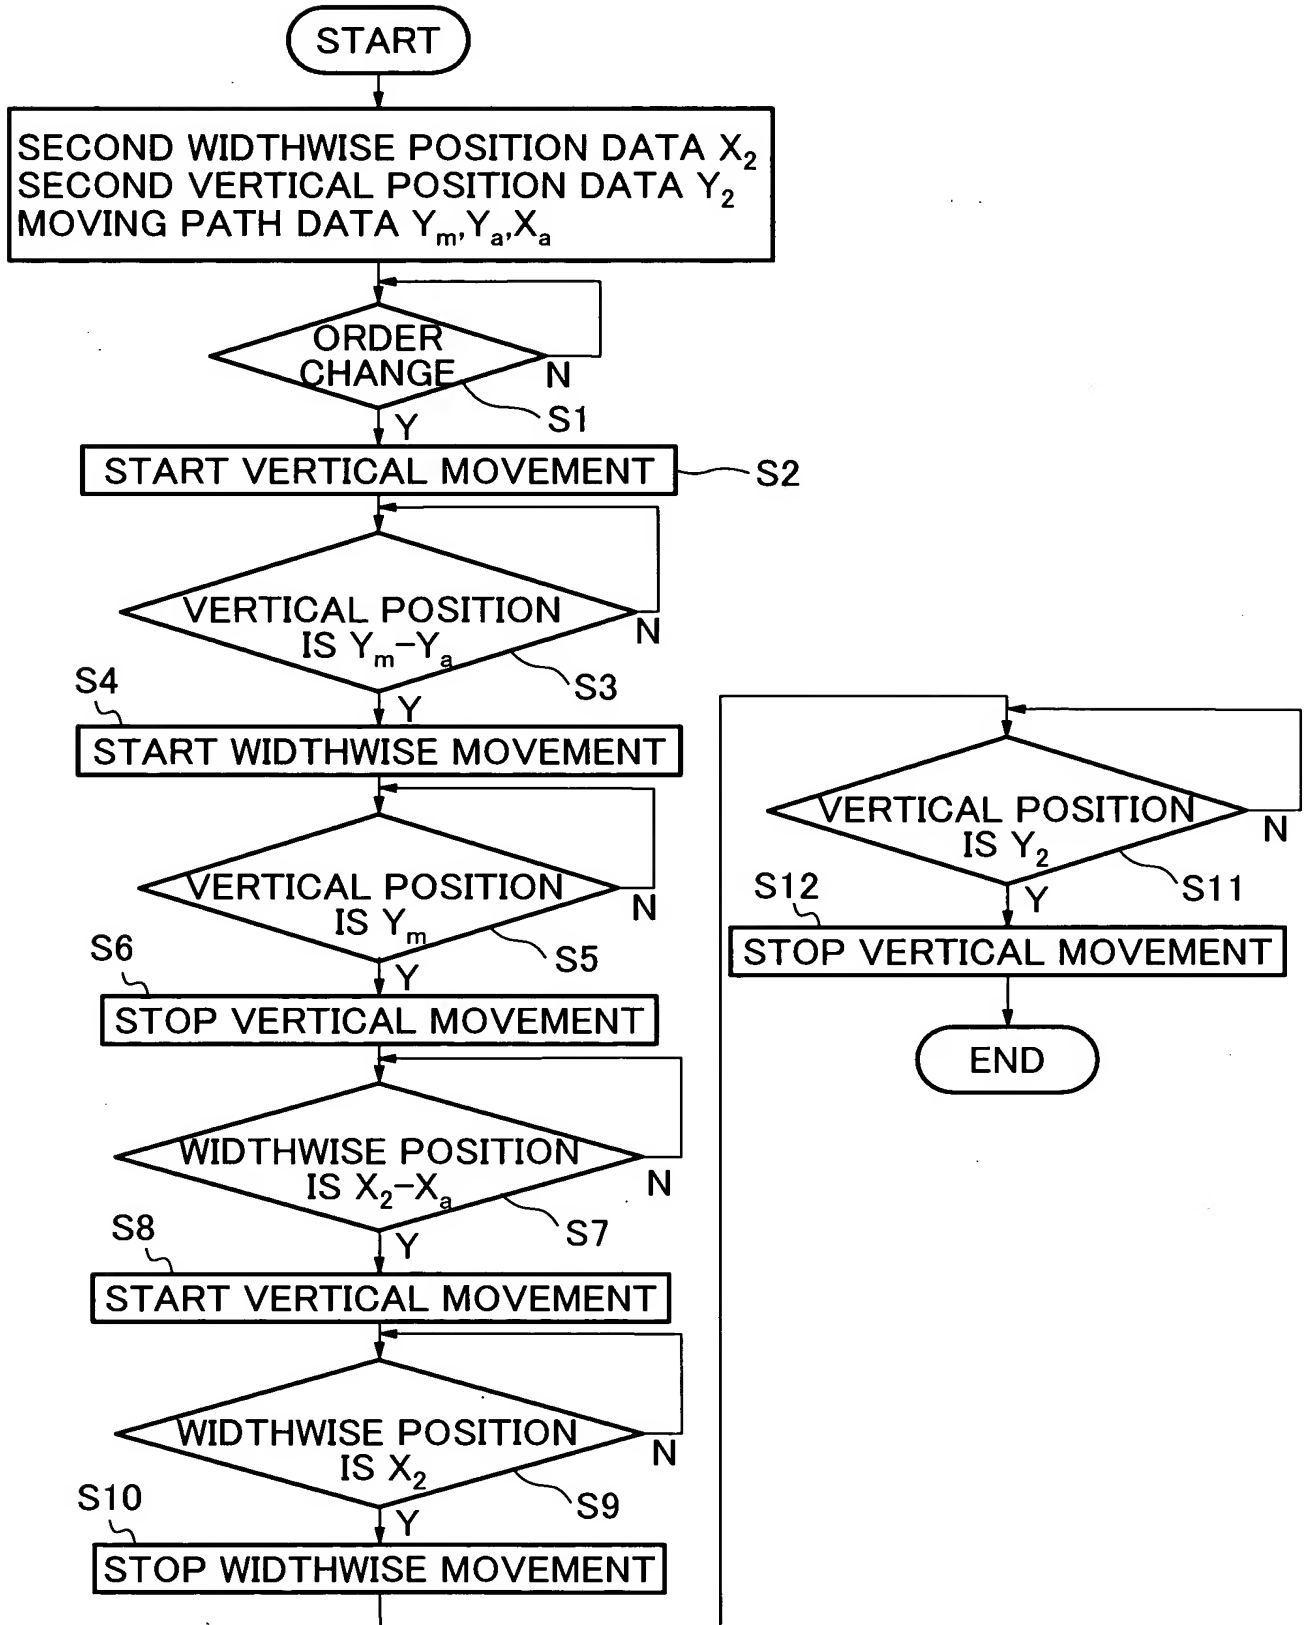 START
SECOND WIDTHWISE POSITION DATA X₂
SECOND VERTICAL POSITION DATA Y₂
MOVING PATH DATA Yₘ,Yₐ,Xₐ
ORDER
CHANGE
N
S1
Y
START VERTICAL MOVEMENT
S2
VERTICAL POSITION
IS Yₘ−Yₐ
N
S3
S4
Y
START WIDTHWISE MOVEMENT
VERTICAL POSITION
IS Yₘ
N
S5
S6
Y
STOP VERTICAL MOVEMENT
WIDTHWISE POSITION
IS X₂−Xₐ
N
S7
S8
Y
START VERTICAL MOVEMENT
WIDTHWISE POSITION
IS X₂
N
S9
S10
Y
STOP WIDTHWISE MOVEMENT
VERTICAL POSITION
IS Y₂
N
S11
S12
Y
STOP VERTICAL MOVEMENT
END